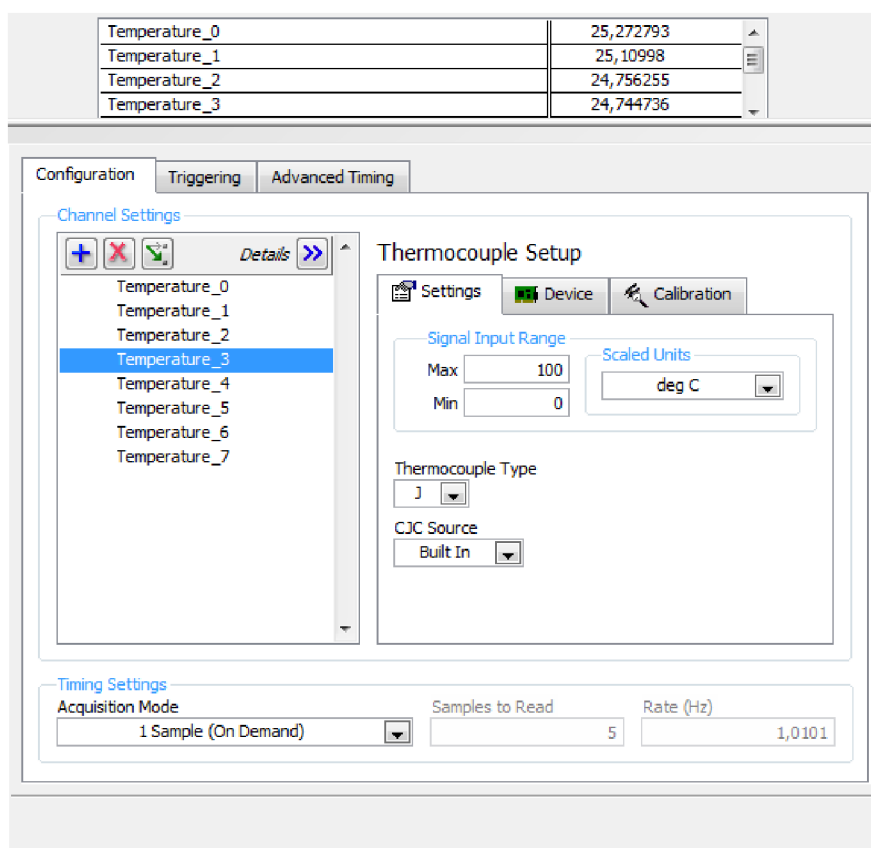 Temperature_0 25,272793
Temperature_1 25,10998
Temperature_2 24,756255
Temperature_3 24,744736
Configuration Triggering Advanced Timing
Channel Settings
Details
Temperature_0
Temperature_1
Temperature_2
Temperature_3
Temperature_4
Temperature_5
Temperature_6
Temperature_7
Thermocouple Setup
Settings Device Calibration
Signal Input Range
Max 100
Min 0
Scaled Units
deg C
Thermocouple Type
J
CJC Source
Built In
Timing Settings
Acquisition Mode Samples to Read Rate (Hz)
1 Sample (On Demand) 5 1,0101